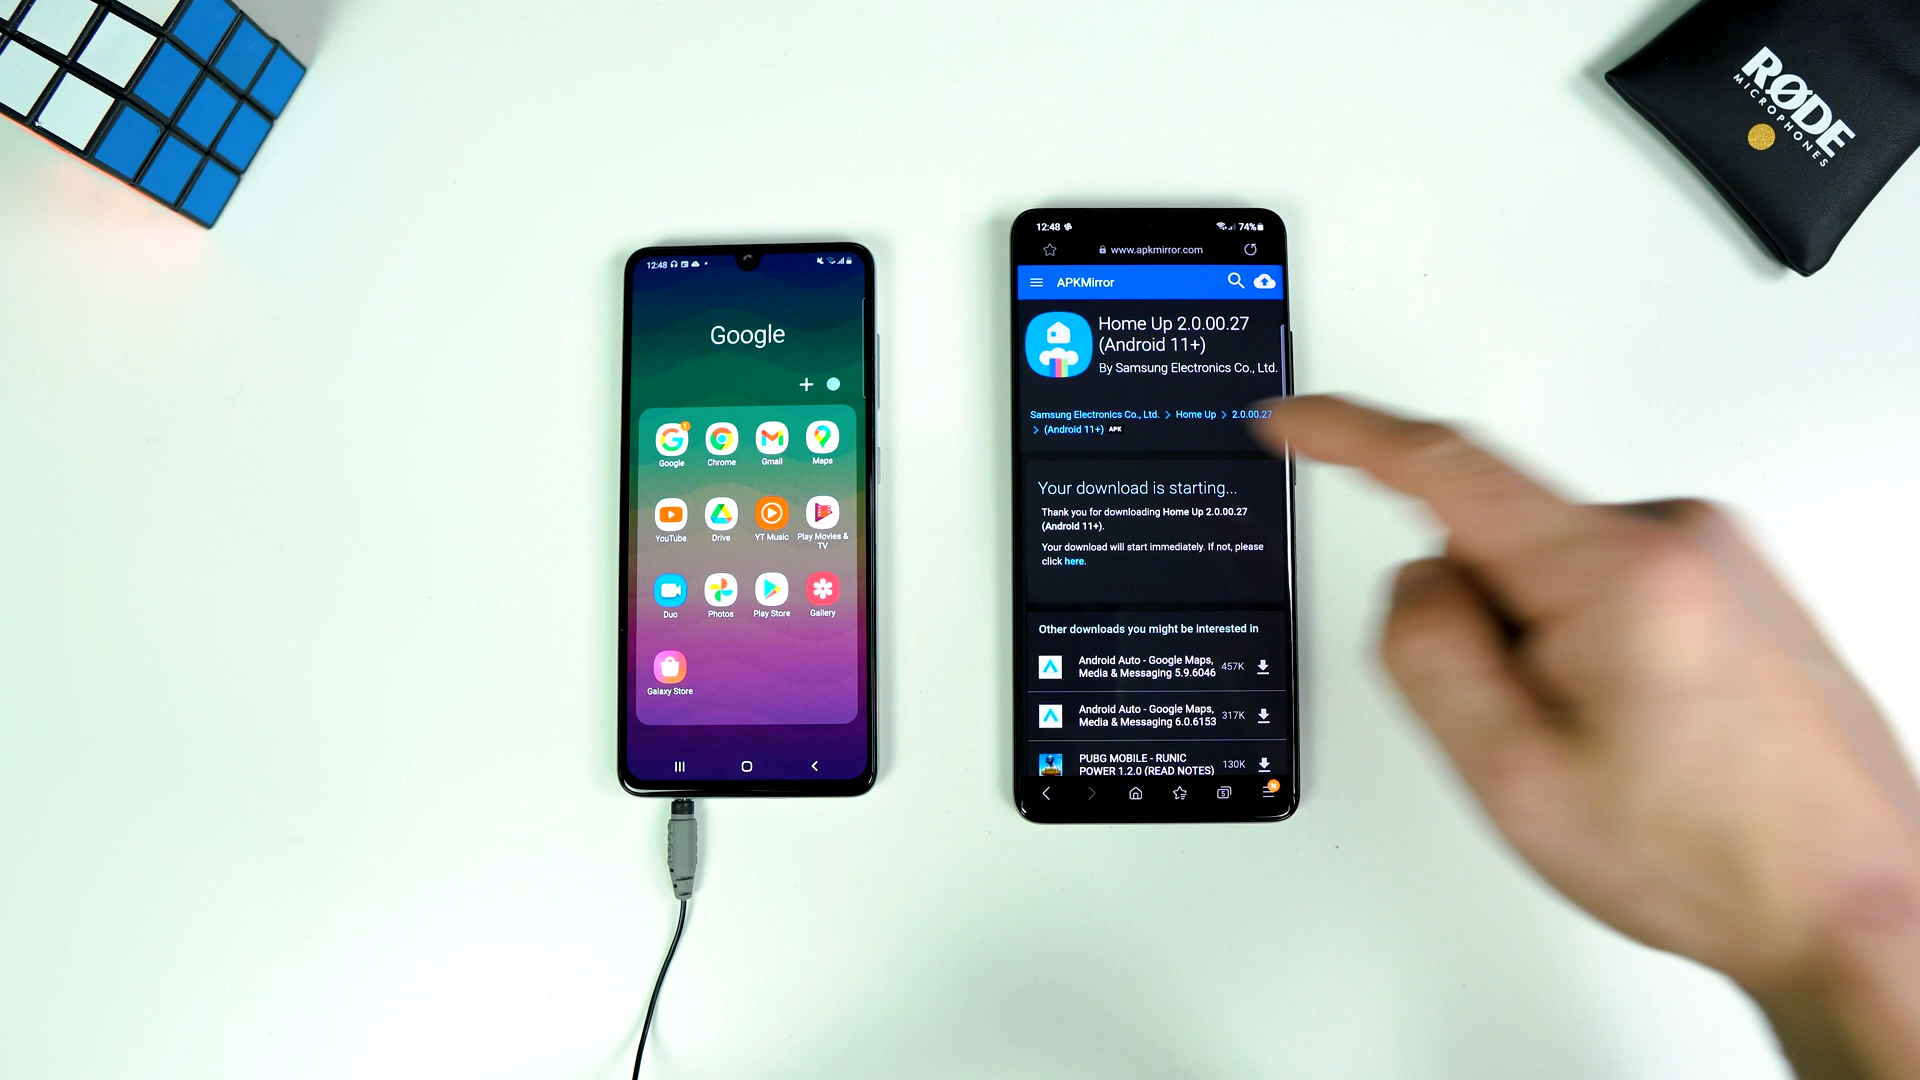 RØDE
MICROPHONES
12:48
Google
+
Google
Chrome
Gmail
Maps
YouTube
Drive
YT Music
Play Movies &
TV
Duo
Photos
Play Store
Gallery
Galaxy Store
12:48
74%
www.apkmirror.com
APKMirror
Home Up 2.0.00.27
(Android 11+)
By Samsung Electronics Co., Ltd.
Samsung Electronics Co., Ltd. > Home Up > 2.0.00.27
> (Android 11+) APK
Your download is starting...
Thank you for downloading Home Up 2.0.00.27
(Android 11+).
Your download will start immediately. If not, please
click here.
Other downloads you might be interested in
Android Auto - Google Maps,
Media & Messaging 5.9.6046
457K
Android Auto - Google Maps,
Media & Messaging 6.0.6153
317K
PUBG MOBILE - RUNIC
POWER 1.2.0 (READ NOTES)
130K
N